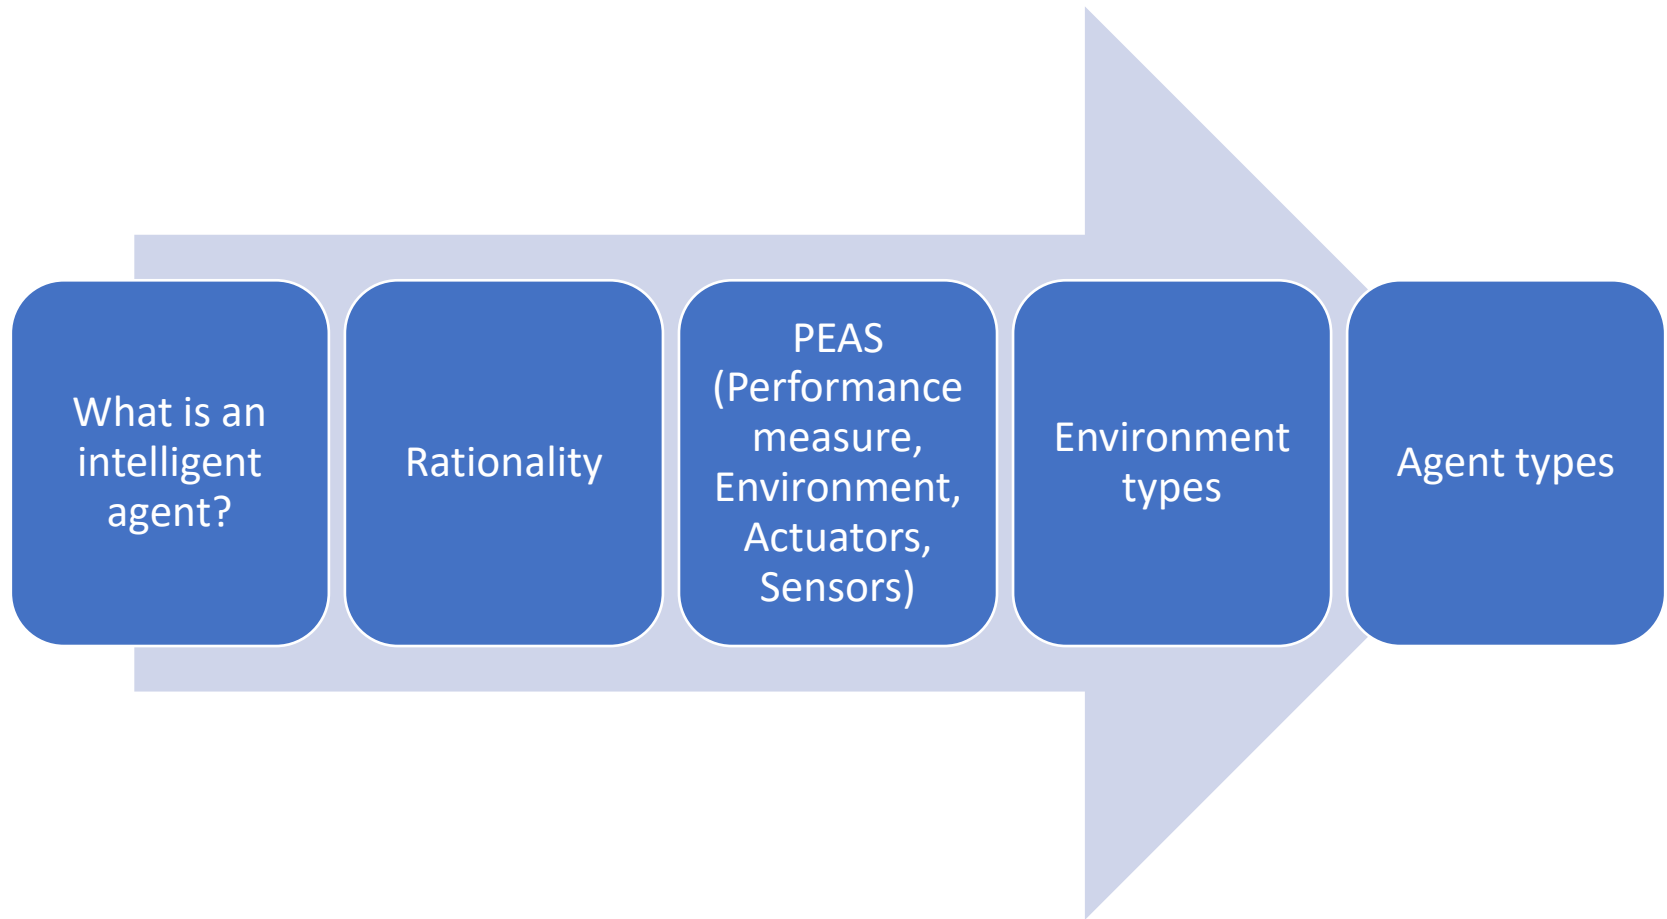 What is an
intelligent
agent?
Rationality
PEAS
(Performance
measure,
Environment,
Actuators,
Sensors)
Environment
types
Agent types